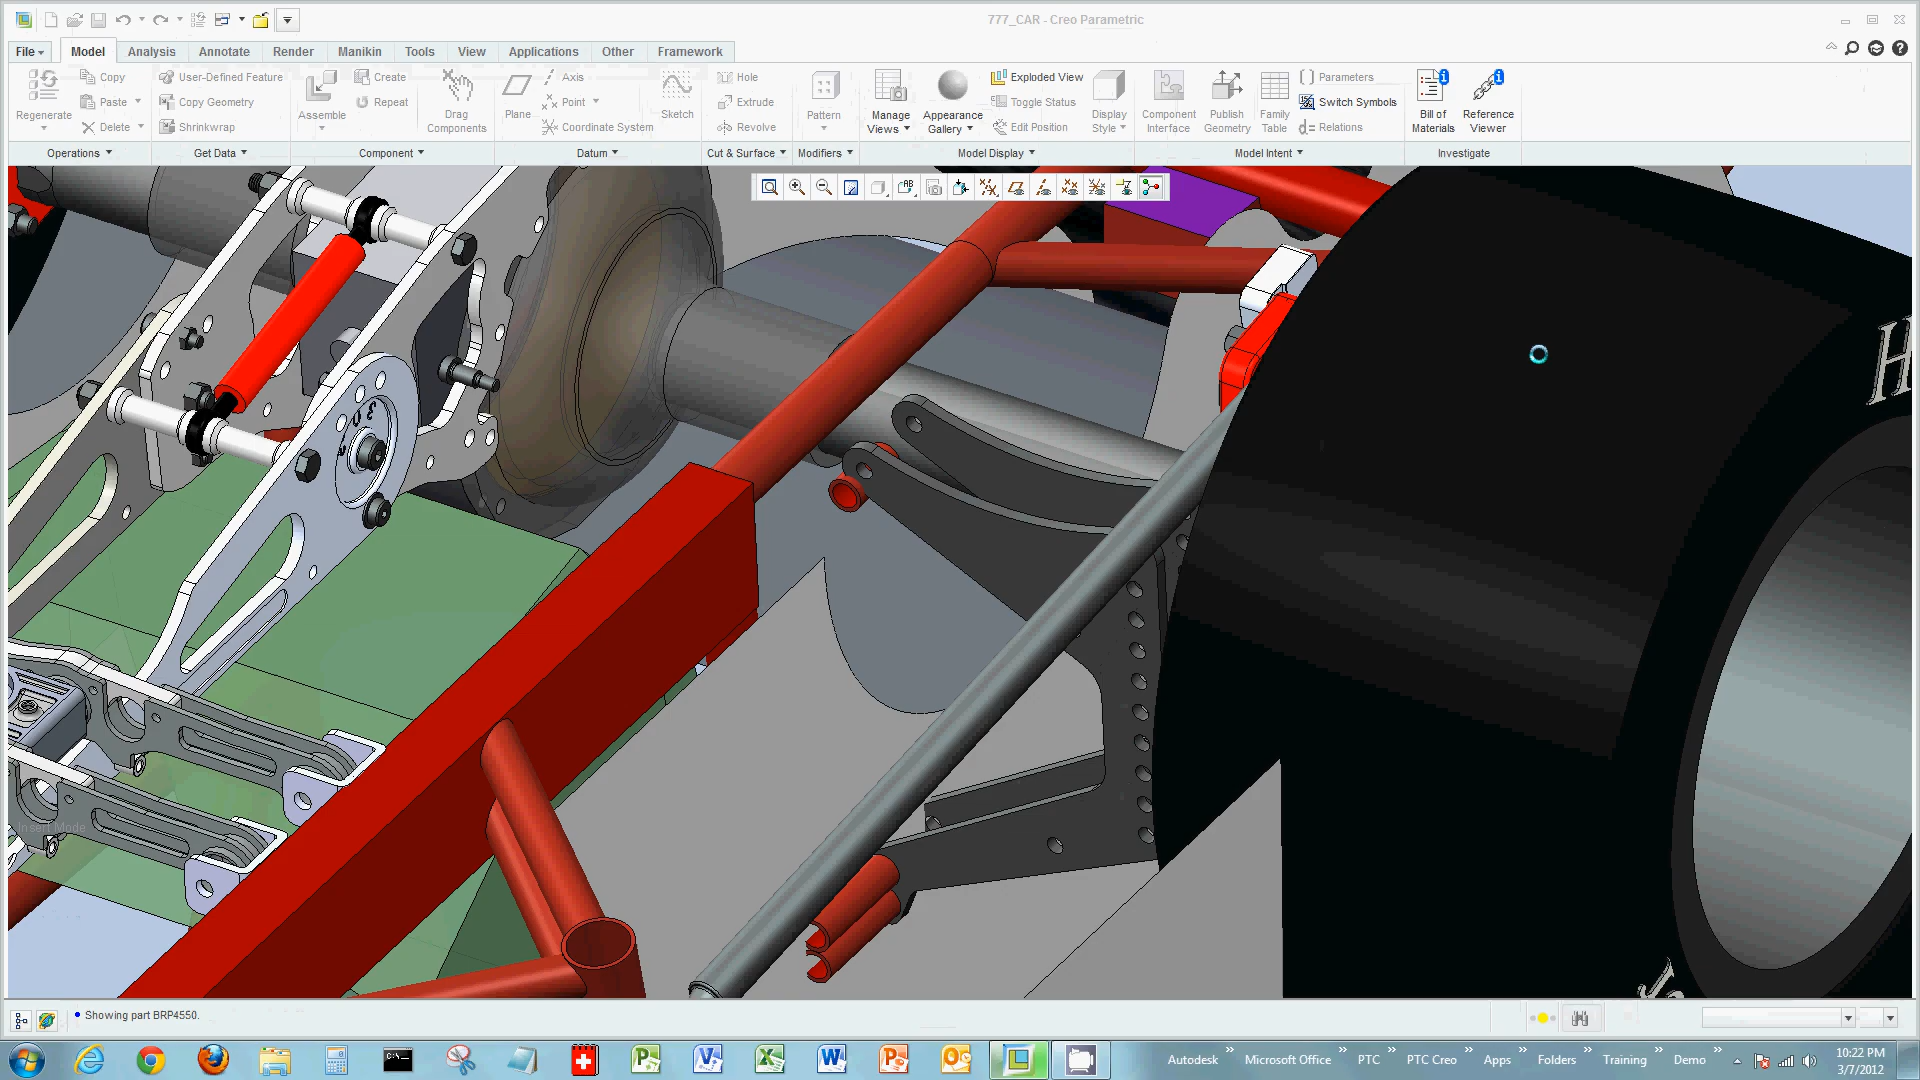 777_CAR - Creo Parametric
File Model Analysis Annotate Render Manikin Tools View Applications Other Framework
Regenerate
Copy
Paste
Delete
Operations
User-Defined Feature
Copy Geometry
Shrinkwrap
Get Data
Assemble
Create
Repeat
Drag
Components
Component
Plane
Axis
Point
Coordinate System
Sketch
Datum
Hole
Extrude
Revolve
Cut & Surface
Pattern
Modifiers
Manage
Views
Appearance
Gallery
Exploded View
Toggle Status
Edit Position
Display
Style
Model Display
Component
Interface
Publish
Geometry
Family
Table
Parameters
Switch Symbols
d= Relations
Model Intent
Bill of
Materials
Reference
Viewer
Investigate
H
Insert Mode
Showing part BRP4550.
Autodesk » Microsoft Office » PTC » PTC Creo » Apps » Folders » Training » Demo »
10:22 PM
3/7/2012